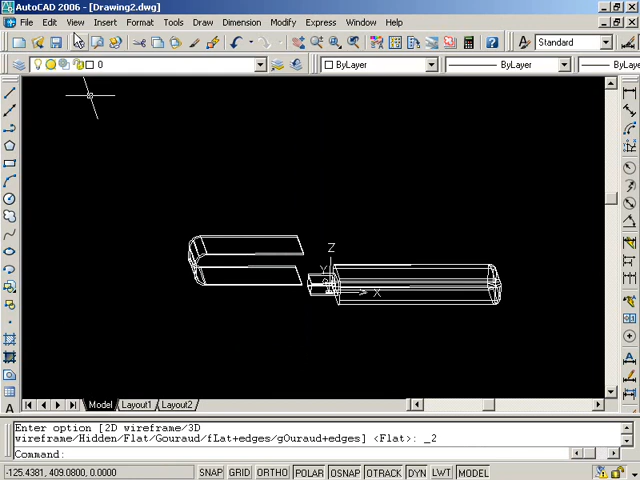 AutoCAD 2006 - [Drawing2.dwg]
File Edit View Insert Format Tools Draw Dimension Modify Express Window Help
Standard
0 ByLayer ByLayer ByLay
Z
Y
X
Model Layout1 Layout2
Enter option [2D wireframe/3D
wireframe/Hidden/Flat/Gouraud/fLat+edges/gOuraud+edges] <Flat>: _2
Command:
-125.4381, 409.0800, 0.0000 SNAP GRID ORTHO POLAR OSNAP OTRACK DYN LWT MODEL